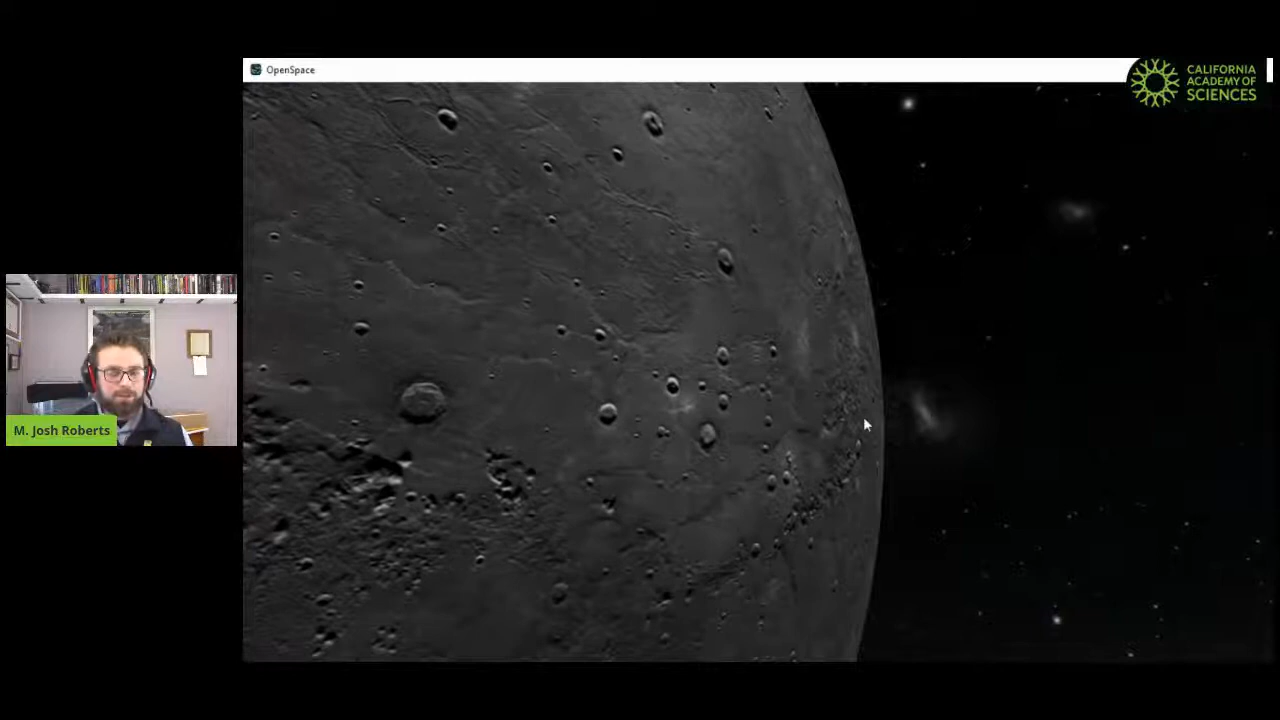 OpenSpace
CALIFORNIA
ACADEMY OF
SCIENCES
M. Josh Roberts